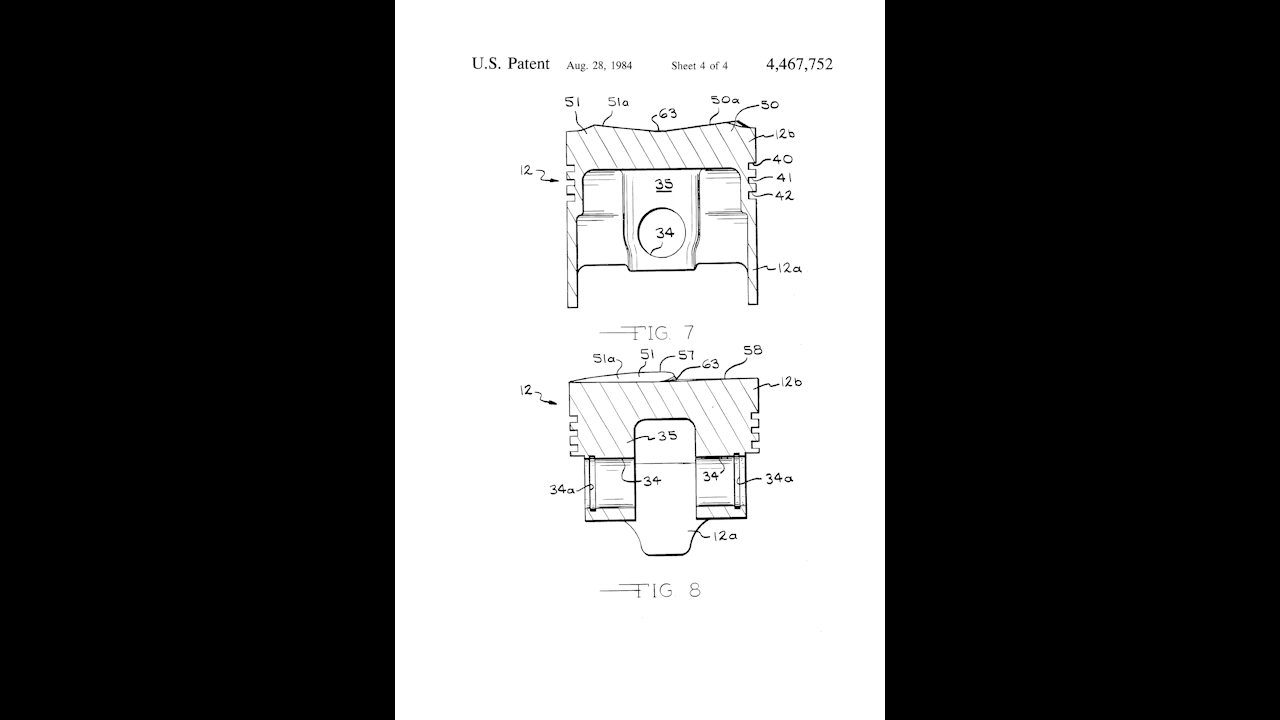 U.S. Patent Aug. 28, 1984 Sheet 4 of 4 4,467,752
51 51a 63 50a 50
12b
40
12 41
35
42
34
12a
FIG. 7
51a 51 57 63 58
12 12b
35
34a 34 34 34a
12a
FIG. 8